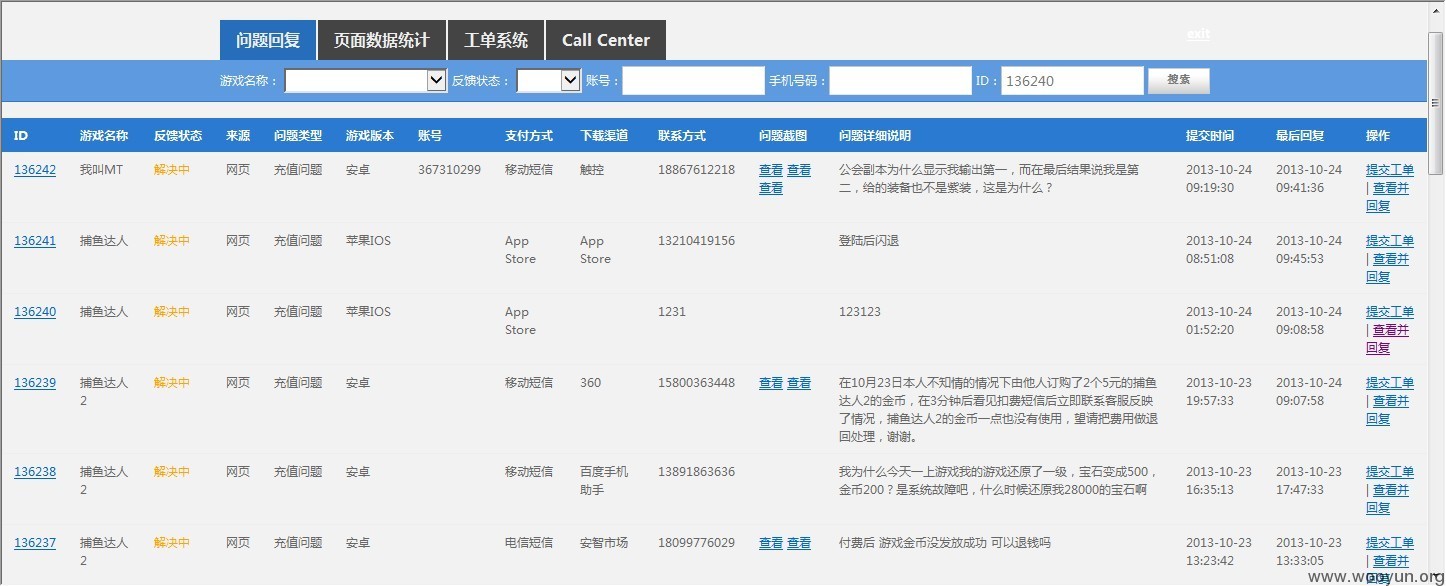 问题回复 页面数据统计 工单系统 Call Center exit
游戏名称： 反馈状态： 账号： 手机号码： ID： 136240 搜索
ID 游戏名称 反馈状态 来源 问题类型 游戏版本 账号 支付方式 下载渠道 联系方式 问题截图 问题详细说明 提交时间 最后回复 操作
136242 我叫MT 解决中 网页 充值问题 安卓 367310299 移动短信 触控 18867612218 查看 查看 公会副本为什么显示我输出第一，而在最后结果说我是第 2013-10-24 2013-10-24 提交工单
查看 二，给的装备也不是紫装，这是为什么？ 09:19:30 09:41:36 | 查看并
回复
136241 捕鱼达人 解决中 网页 充值问题 苹果IOS App App 13210419156 登陆后闪退 2013-10-24 2013-10-24 提交工单
Store Store 08:51:08 09:45:53 | 查看并
回复
136240 捕鱼达人 解决中 网页 充值问题 苹果IOS App 1231 123123 2013-10-24 2013-10-24 提交工单
Store 01:52:20 09:08:58 | 查看并
回复
136239 捕鱼达人 解决中 网页 充值问题 安卓 移动短信 360 15800363448 查看 查看 在10月23日本人不知情的情况下由他人订购了2个5元的捕鱼 2013-10-23 2013-10-24 提交工单
2 达人2的金币，在3分钟后看见扣费短信后立即联系客服反映 19:57:33 09:07:58 | 查看并
了情况，捕鱼达人2的金币一点也没有使用，望请把费用做退 回复
回处理，谢谢。
136238 捕鱼达人 解决中 网页 充值问题 安卓 移动短信 百度手机 13891863636 我为什么今天一上游戏我的游戏还原了一级，宝石变成500， 2013-10-23 2013-10-23 提交工单
2 助手 金币200？是系统故障吧，什么时候还原我28000的宝石啊 16:35:13 17:47:33 | 查看并
回复
136237 捕鱼达人 解决中 网页 充值问题 安卓 电信短信 安智市场 18099776029 查看 查看 付费后 游戏金币没发放成功 可以退钱吗 2013-10-23 2013-10-23 提交工单
2 13:23:42 13:33:05 | 查看并
回复
www.wooyun.org